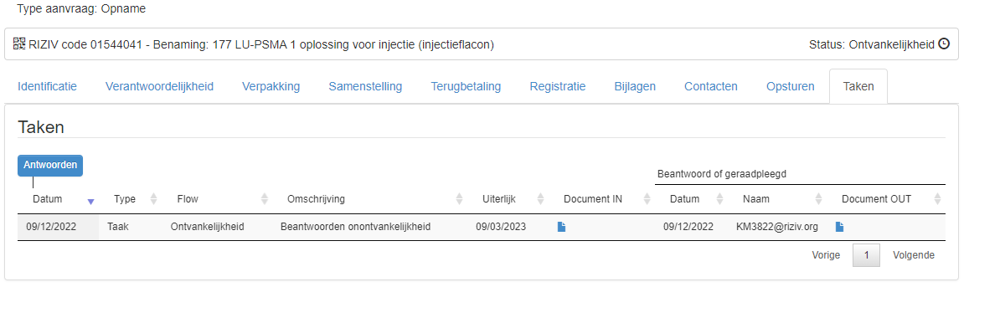 Type aanvraag: Opname
RIZIV code 01544041 - Benaming: 177 LU-PSMA 1 oplossing voor injectie (injectieflacon) Status: Ontvankelijkheid
Identificatie Verantwoordelijkheid Verpakking Samenstelling Terugbetaling Registratie Bijlagen Contacten Opsturen Taken
Taken
Antwoorden
Beantwoord of geraadpleegd
Datum Type Flow Omschrijving Uiterlijk Document IN Datum Naam Document OUT
09/12/2022 Taak Ontvankelijkheid Beantwoorden onontvankelijkheid 09/03/2023 09/12/2022 KM3822@riziv.org
Vorige 1 Volgende